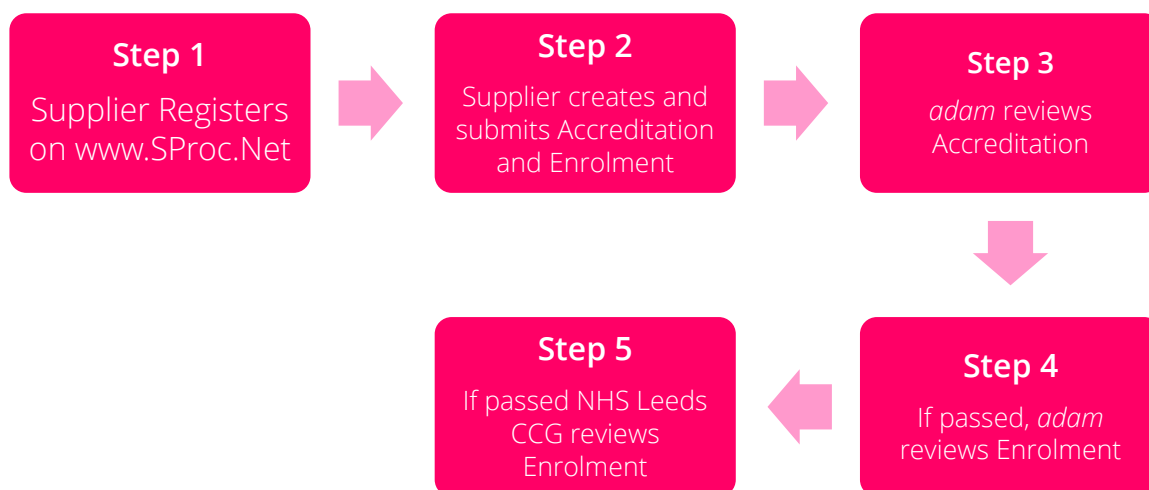 Step 1
Supplier Registers
on www.SProc.Net
Step 2
Supplier creates and
submits Accreditation
and Enrolment
Step 3
adam reviews
Accreditation
Step 4
If passed, adam
reviews Enrolment
Step 5
If passed NHS Leeds
CCG reviews
Enrolment